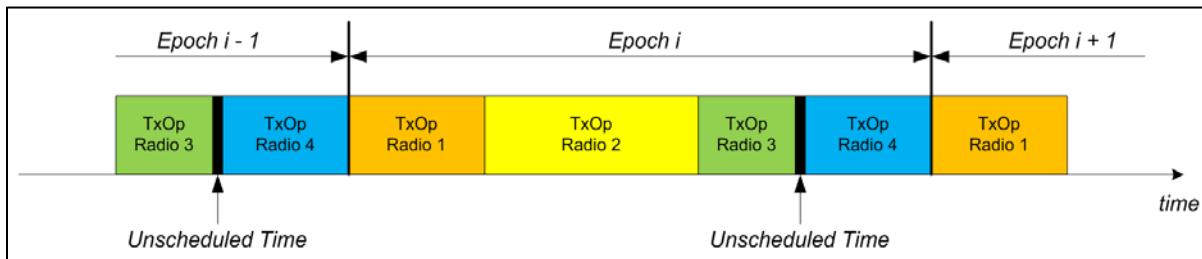 Epoch i - 1
Epoch i
Epoch i + 1
TxOp
Radio 3
TxOp
Radio 4
TxOp
Radio 1
TxOp
Radio 2
TxOp
Radio 3
TxOp
Radio 4
TxOp
Radio 1
time
Unscheduled Time
Unscheduled Time